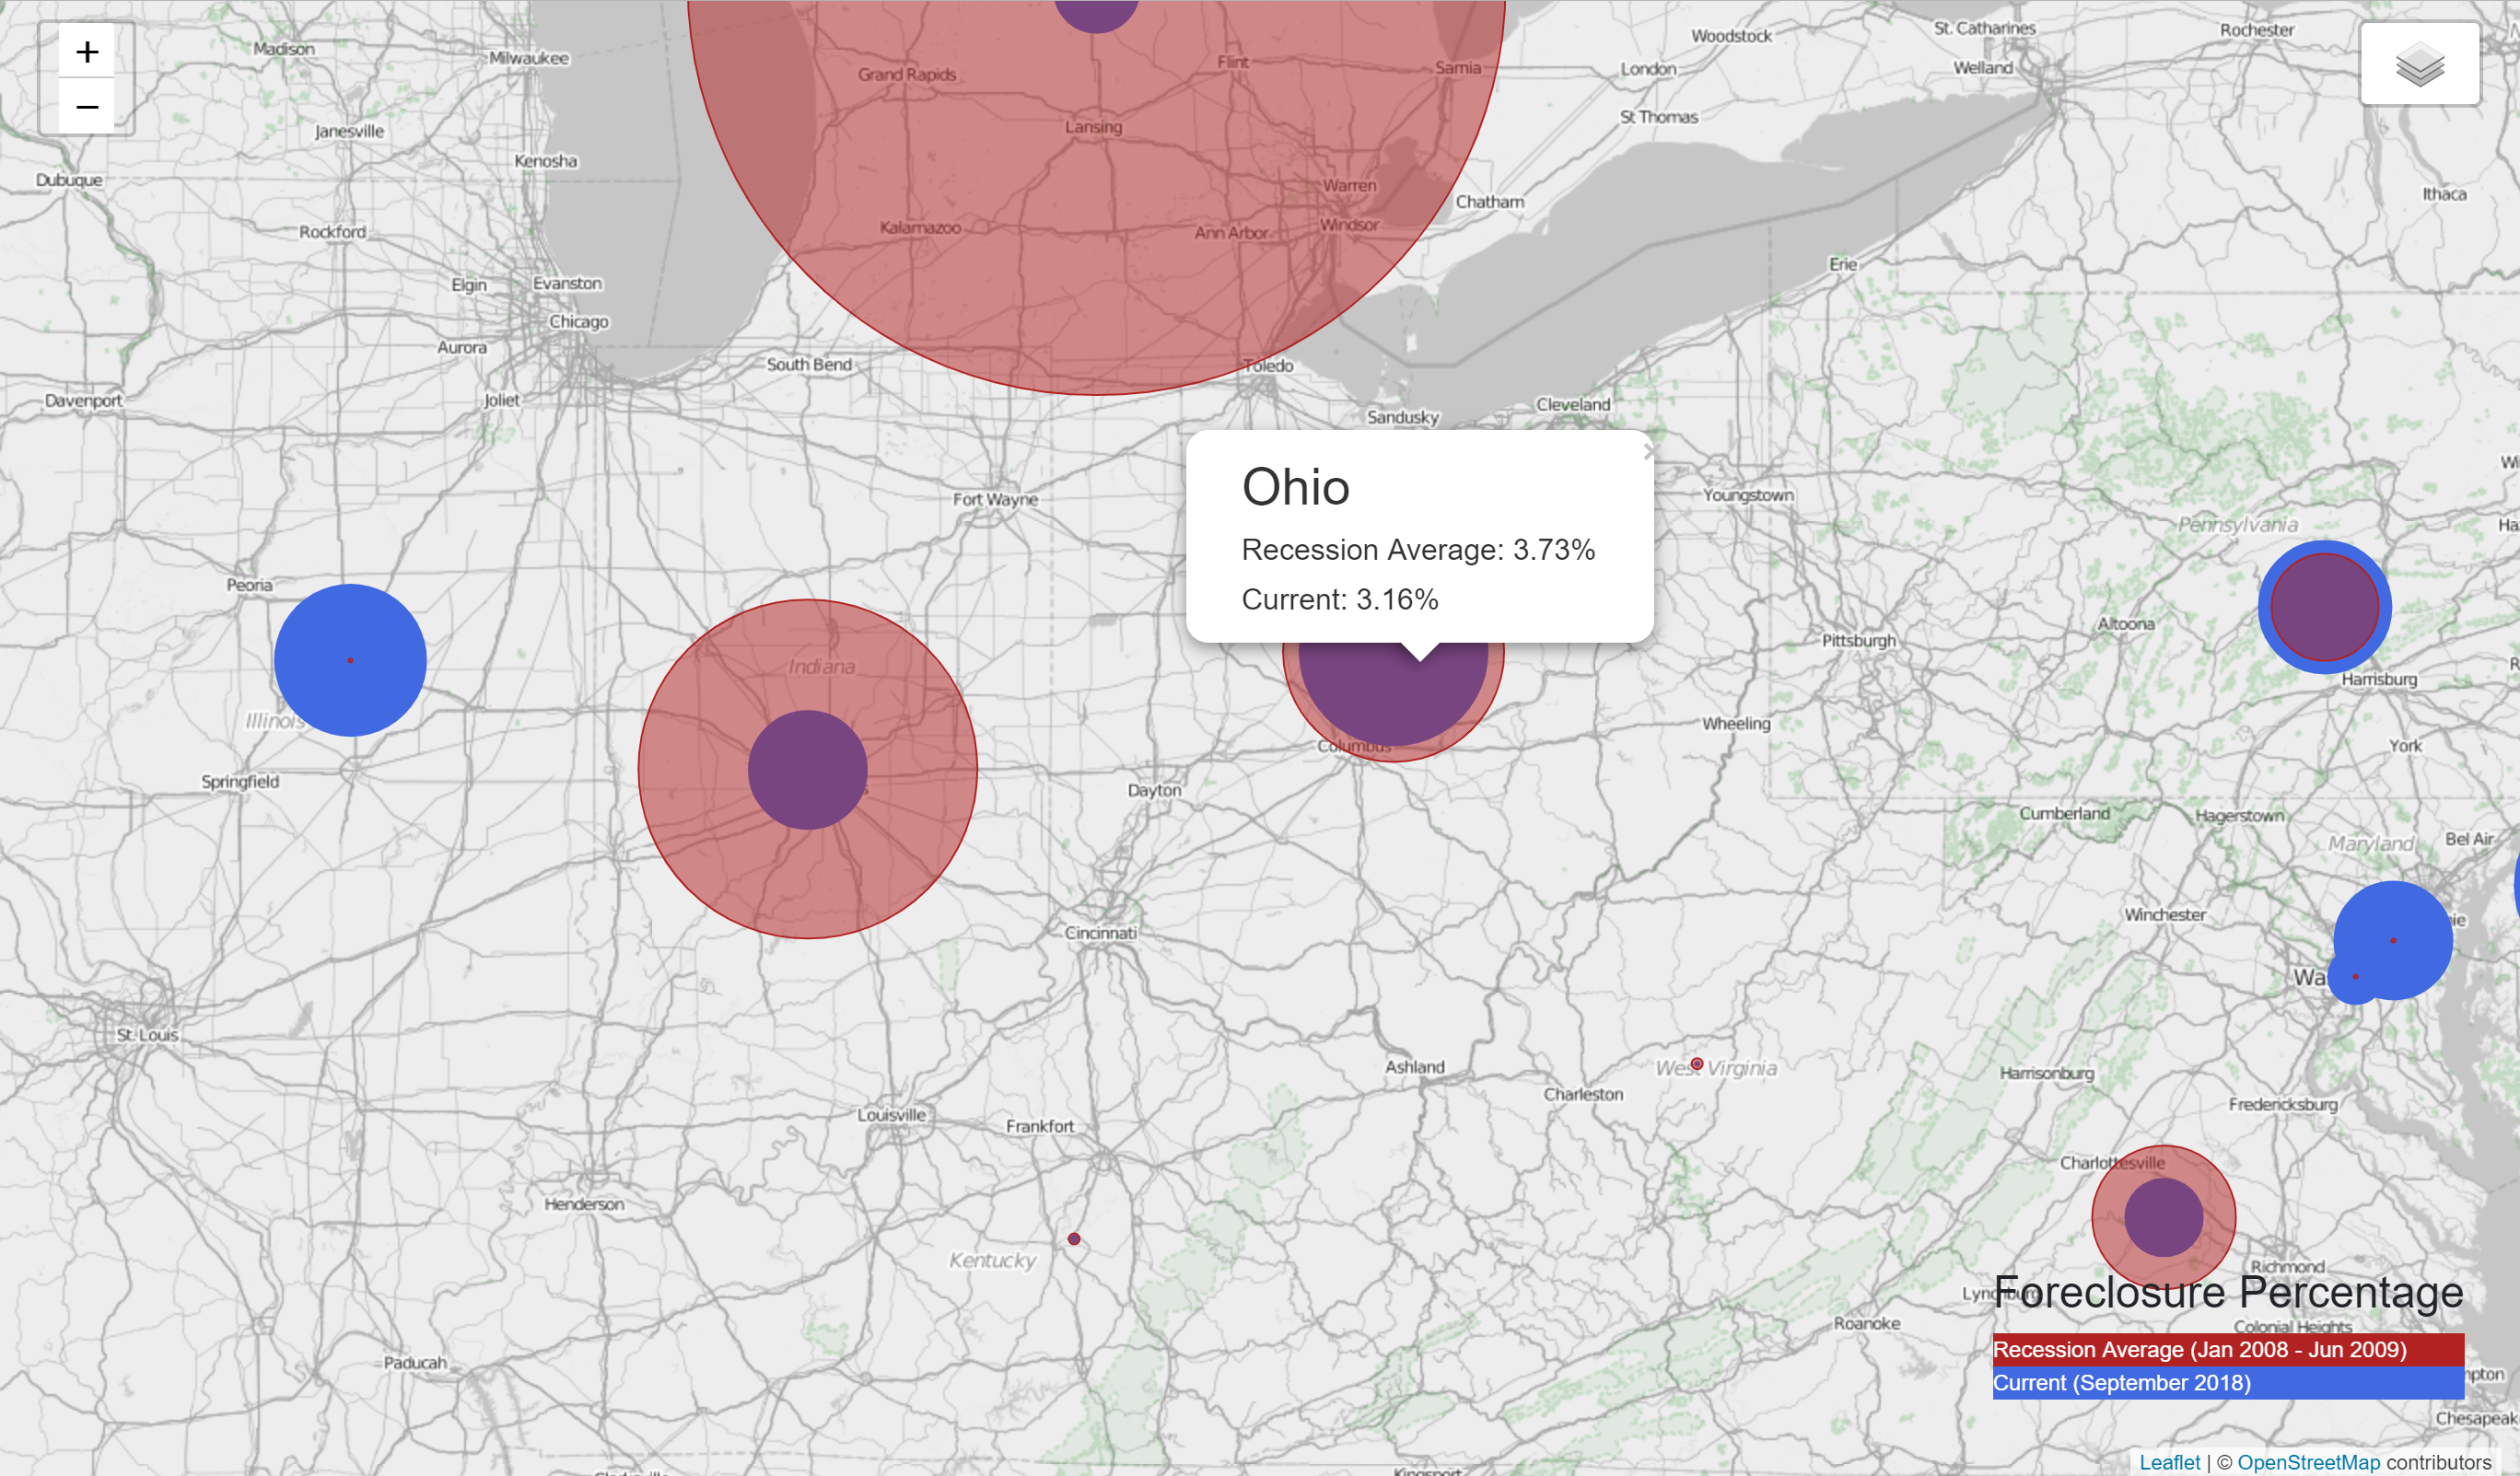 +
−
Madison
Milwaukee
Janesville
Kenosha
Dubuque
Rockford
Elgin
Evanston
Chicago
Aurora
Joliet
Davenport
Peoria
Illinois
Springfield
St. Louis
Grand Rapids
Flint
Sarnia
Lansing
Warren
Windsor
Kalamazoo
Ann Arbor
South Bend
Toledo
Sandusky
Cleveland
Fort Wayne
Woodstock
St. Catharines
Rochester
London
Welland
St Thomas
Chatham
Ithaca
Erie
Youngstown
Ohio
Recession Average: 3.73%
Current: 3.16%
×
Pennsylvania
Altoona
Pittsburgh
Harrisburg
Indiana
Columbus
Wheeling
York
Dayton
Cumberland
Hagerstown
Maryland
Bel Air
Cincinnati
Winchester
Wa
ie
Ashland
West Virginia
Charleston
Harrisonburg
Fredericksburg
Louisville
Frankfort
Henderson
Kentucky
Charlottesville
Richmond
Foreclosure Percentage
Roanoke
Colonial Heights
Recession Average (Jan 2008 - Jun 2009)
Current (September 2018)
Paducah
pton
Chesapeak
Leaflet | © OpenStreetMap contributors